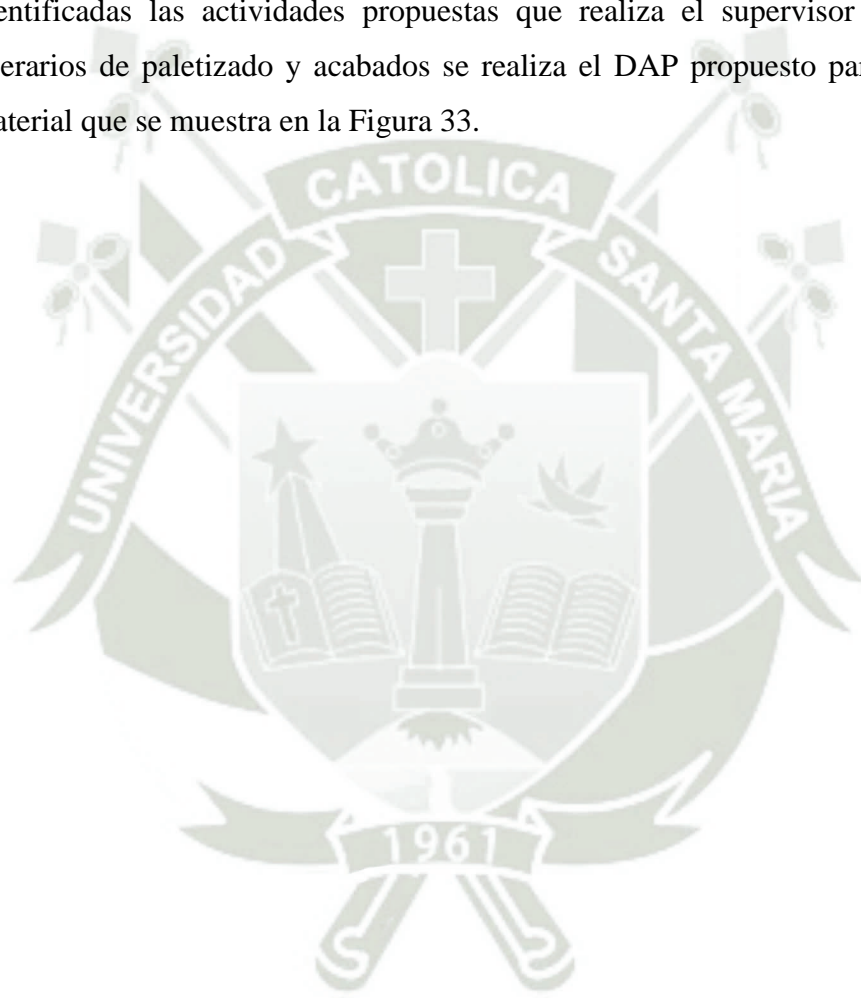 entificadas las actividades propuestas que realiza el supervisor
erarios de paletizado y acabados se realiza el DAP propuesto par
aterial que se muestra en la Figura 33.
UNIVERSIDAD CATOLICA SANTA MARIA
1961